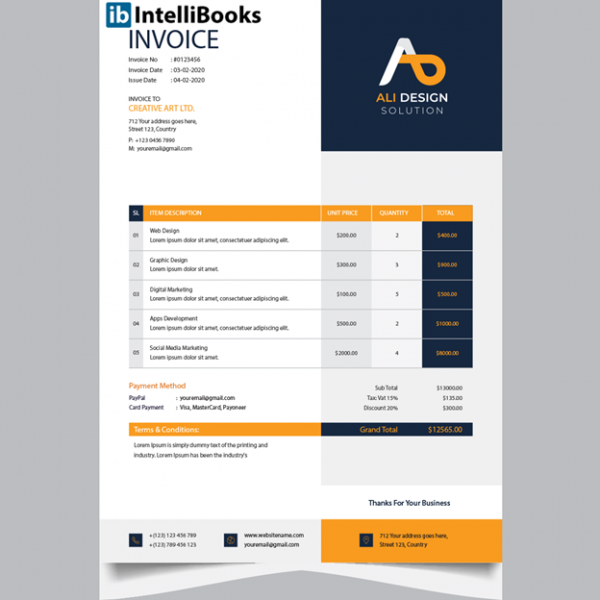 ib IntelliBooks
INVOICE
Invoice No : #0123456
Invoice Date : 03-02-2020
Issue Date : 04-02-2020
INVOICE TO
CREATIVE ART LTD.
712 Your address goes here,
Street 123, Country
P: +123 0456 7890
M: youremail@gmail.com
ALI DESIGN
SOLUTION
SL ITEM DESCRIPTION UNIT PRICE QUANTITY TOTAL
01 Web Design $200.00 2 $400.00
Lorem ipsum dolor sit amet, consectetuer adipiscing elit.
02 Graphic Design $300.00 3 $900.00
Lorem ipsum dolor sit amet.
03 Digital Marketing $100.00 5 $500.00
Lorem ipsum dolor sit amet, consectetuer adipiscing elit.
04 Apps Development $500.00 2 $1000.00
Lorem ipsum dolor sit amet, consectetuer adipiscing elit.
05 Social Media Marketing $2000.00 4 $8000.00
Lorem ipsum dolor sit amet.
Payment Method
PayPal : youremail@gmail.com
Card Payment : Visa, MasterCard, Payoneer
Sub Total $13000.00
Tax: Vat 15% $135.00
Discount 20% $300.00
Terms & Conditions: Grand Total $12565.00
Lorem Ipsum is simply dummy text of the printing and
industry. Lorem Ipsum has been the industry's
Thanks For Your Business
+(123) 123 456 789
+(123) 789 456 123
www.websitename.com
youremail@gmail.com
712 Your address goes here,
Street 123, Country